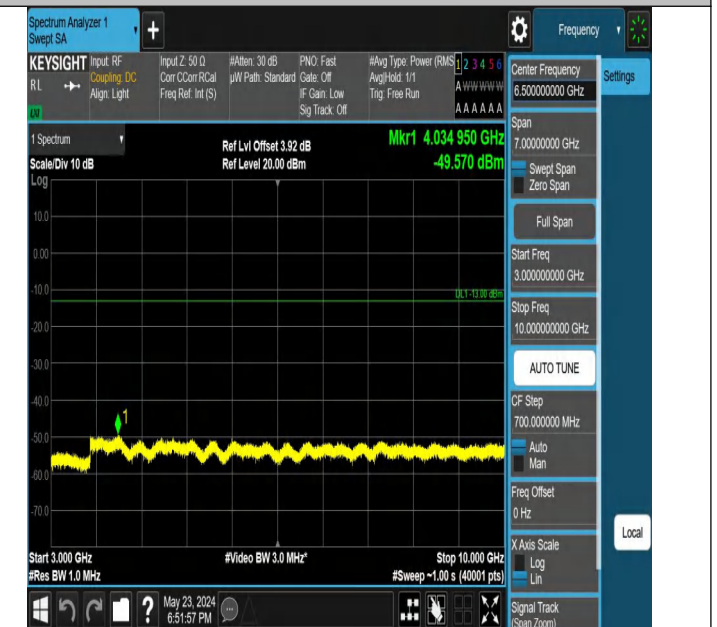 Spectrum Analyzer 1
Swept SA
+
Frequency
KEYSIGHT
RL
Input: RF
Coupling: DC
Align: Light
Input Z: 50 Ω
Corr CCorr RCal
Freq Ref: Int (S)
#Atten: 30 dB
µW Path: Standard
PNO: Fast
Gate: Off
IF Gain: Low
Sig Track: Off
#Avg Type: Power (RMS
Avg|Hold: 1/1
Trig: Free Run
1 2 3 4 5 6
A W W W W W
A A A A A A
Center Frequency
6.500000000 GHz
Settings
Span
7.00000000 GHz
Swept Span
Zero Span
Full Span
Start Freq
3.000000000 GHz
Stop Freq
10.000000000 GHz
AUTO TUNE
CF Step
700.000000 MHz
Auto
Man
Freq Offset
0 Hz
X Axis Scale
Log
Lin
Signal Track
(Span Zoom)
Local
1 Spectrum
Scale/Div 10 dB
Ref Lvl Offset 3.92 dB
Ref Level 20.00 dBm
Mkr1 4.034 950 GHz
-49.570 dBm
Log
10.0
0.00
-10.0
DL1 -13.00 dBm
-20.0
-30.0
-40.0
1
-50.0
-60.0
-70.0
Start 3.000 GHz
#Res BW 1.0 MHz
#Video BW 3.0 MHz*
Stop 10.000 GHz
#Sweep ~1.00 s (40001 pts)
?
May 23, 2024
6:51:57 PM